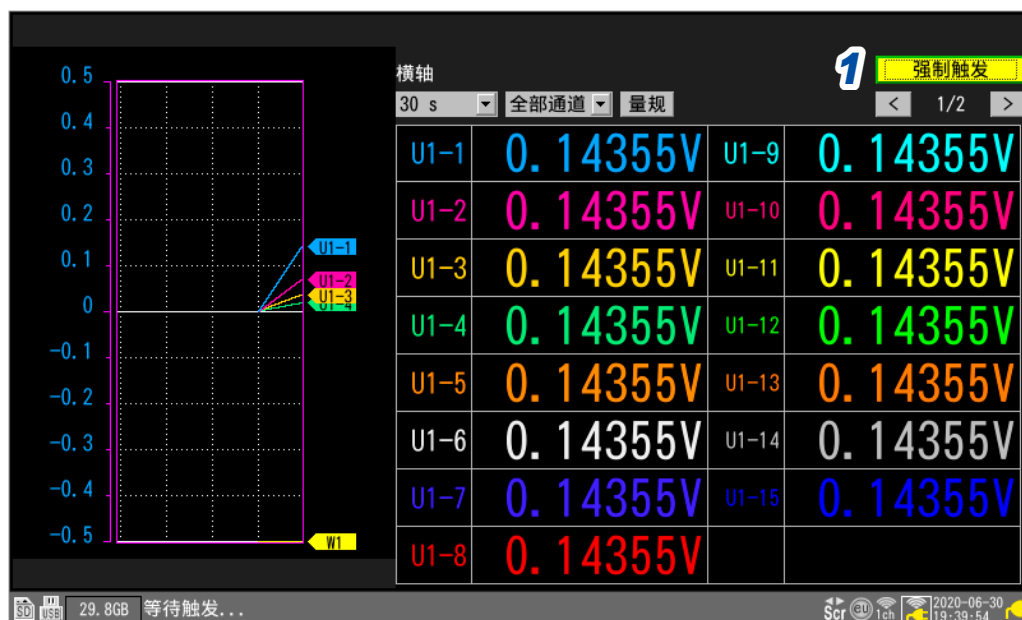 1 强制触发
横轴
30 s 全部通道 量规 < 1/2 >
0.5
0.4
0.3
0.2
0.1
0
-0.1
-0.2
-0.3
-0.4
-0.5
U1-1
U1-2
U1-3
U1-4
W1
U1-1 0.14355V U1-9 0.14355V
U1-2 0.14355V U1-10 0.14355V
U1-3 0.14355V U1-11 0.14355V
U1-4 0.14355V U1-12 0.14355V
U1-5 0.14355V U1-13 0.14355V
U1-6 0.14355V U1-14 0.14355V
U1-7 0.14355V U1-15 0.14355V
U1-8 0.14355V
SD USB 29.8GB 等待触发... Scr EU 1ch 2020-06-30
19:39:54